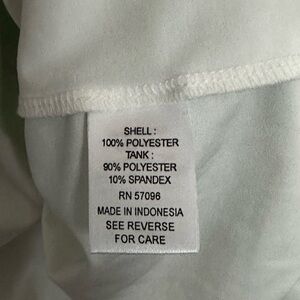 SHELL :
100% POLYESTER
TANK :
90% POLYESTER
10% SPANDEX
RN 57096
MADE IN INDONESIA
SEE REVERSE
FOR CARE